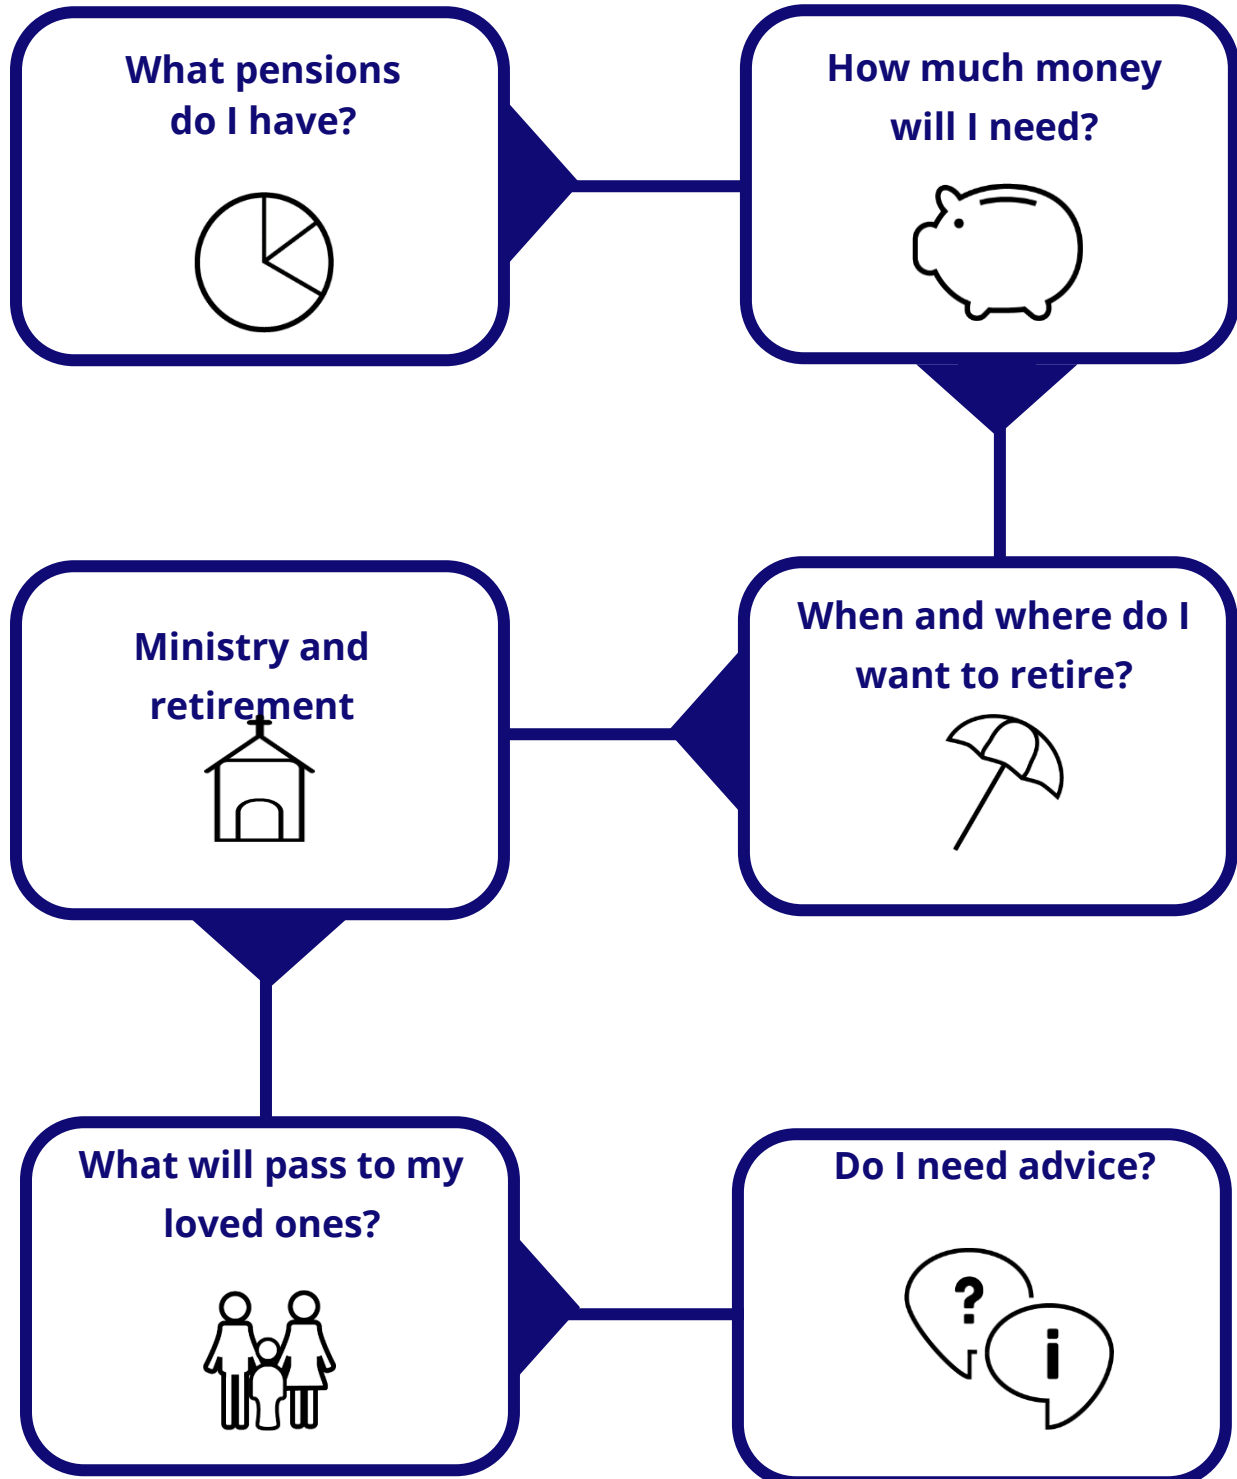 What pensions
do I have?
How much money
will I need?
When and where do I
want to retire?
Ministry and
retirement
What will pass to my
loved ones?
Do I need advice?
?
i